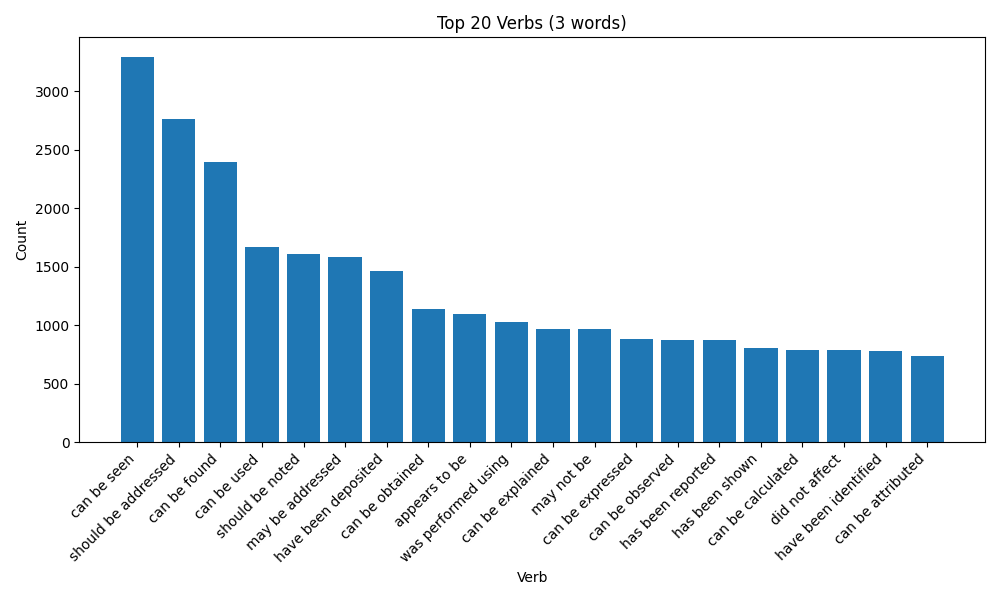 Top 20 Verbs (3 words)
Count
3000
2500
2000
1500
1000
500
0
can be seen
should be addressed
can be found
can be used
should be noted
may be addressed
have been deposited
can be obtained
appears to be
was performed using
can be explained
may not be
can be expressed
can be observed
has been reported
has been shown
can be calculated
did not affect
have been identified
can be attributed
Verb